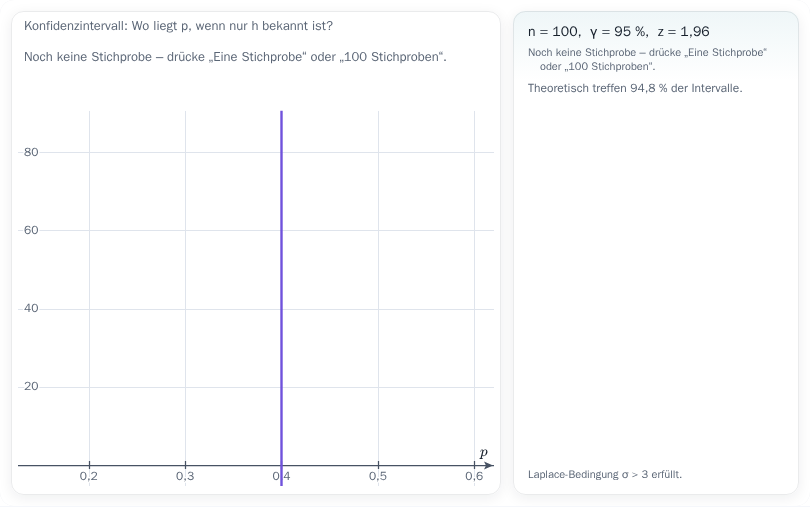 Konfidenzintervall: Wo liegt p, wenn nur h bekannt ist?
Noch keine Stichprobe – drücke „Eine Stichprobe“ oder „100 Stichproben“.
80
60
40
20
p
0,2
0,3
0,4
0,5
0,6
n = 100, γ = 95 %, z = 1,96
Noch keine Stichprobe – drücke „Eine Stichprobe“
oder „100 Stichproben“.
Theoretisch treffen 94,8 % der Intervalle.
Laplace-Bedingung σ > 3 erfüllt.